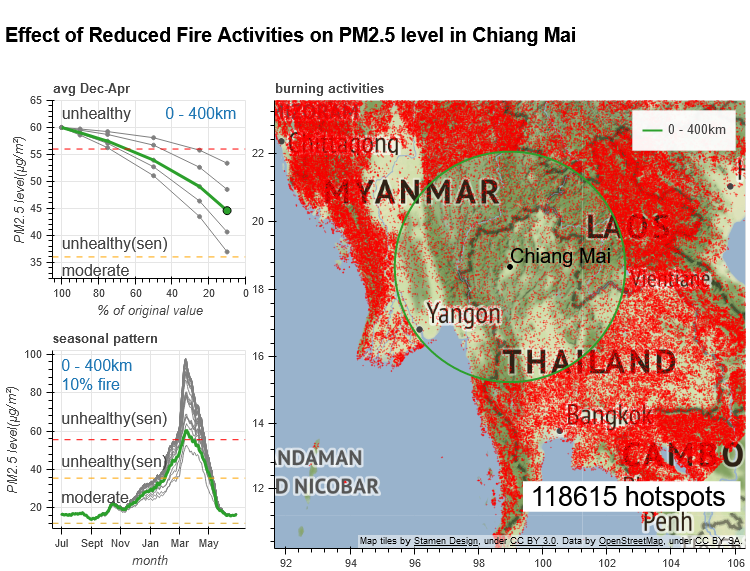 Effect of Reduced Fire Activities on PM2.5 level in Chiang Mai
avg Dec-Apr
65
60
55
50
45
40
35
unhealthy
0 - 400km
unhealthy(sen)
moderate
PM2.5 level(µg/m²)
100
80
60
40
20
0
% of original value
seasonal pattern
100
80
60
40
20
0 - 400km
10% fire
unhealthy(sen)
unhealthy(sen)
moderate
PM2.5 level(µg/m²)
Jul
Sept
Nov
Jan
Mar
May
month
burning activities
22
20
18
16
14
12
0 - 400km
Chittagong
MYANMAR
LAOS
Chiang Mai
Vientiane
Yangon
THAILAND
Bangkok
NDAMAN
D NICOBAR
CAMBO
118615 hotspots
Penh
Map tiles by Stamen Design, under CC BY 3.0. Data by OpenStreetMap, under CC BY SA.
92
94
96
98
100
102
104
106